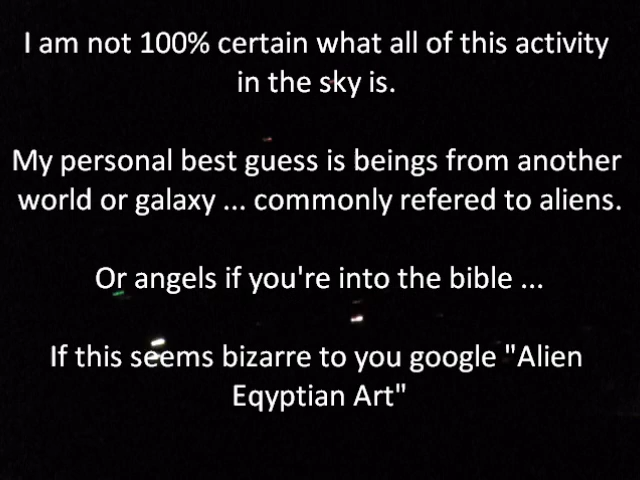 I am not 100% certain what all of this activity
in the sky is.
My personal best guess is beings from another
world or galaxy ... commonly refered to aliens.
Or angels if you're into the bible ...
If this seems bizarre to you google "Alien
Eqyptian Art"